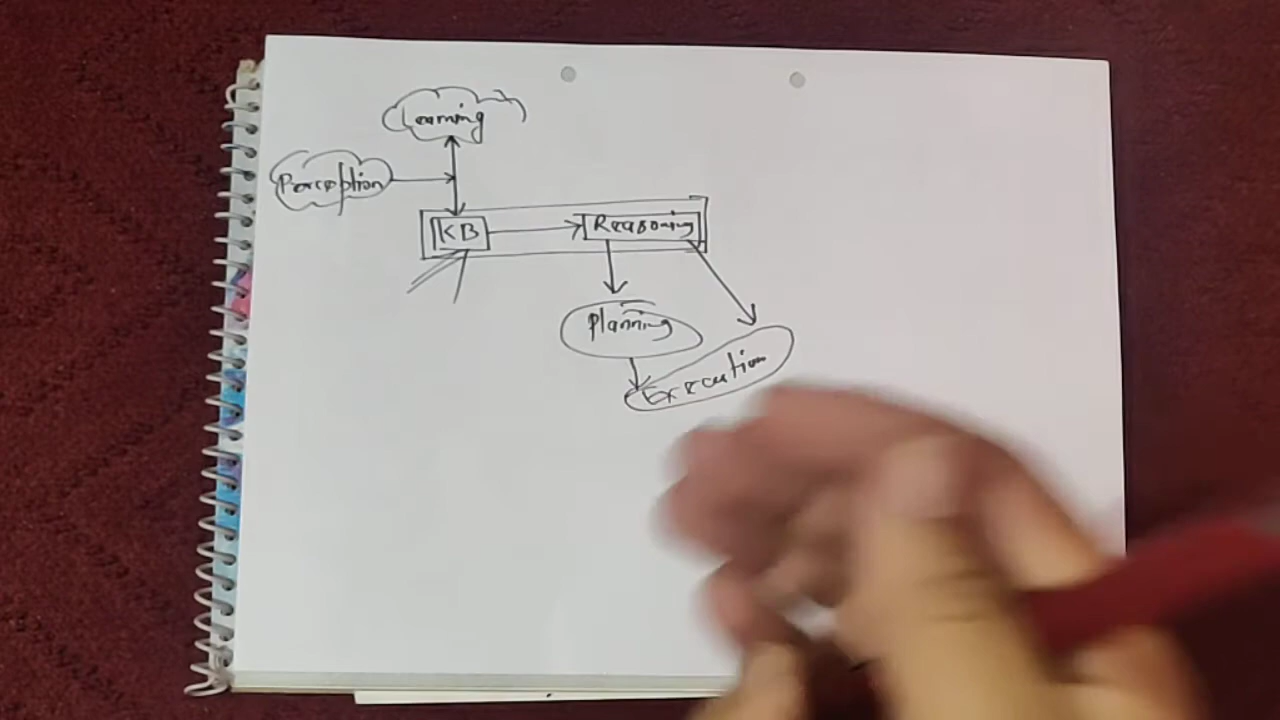 Learning
Perception
KB
Reasoning
Planning
Execution